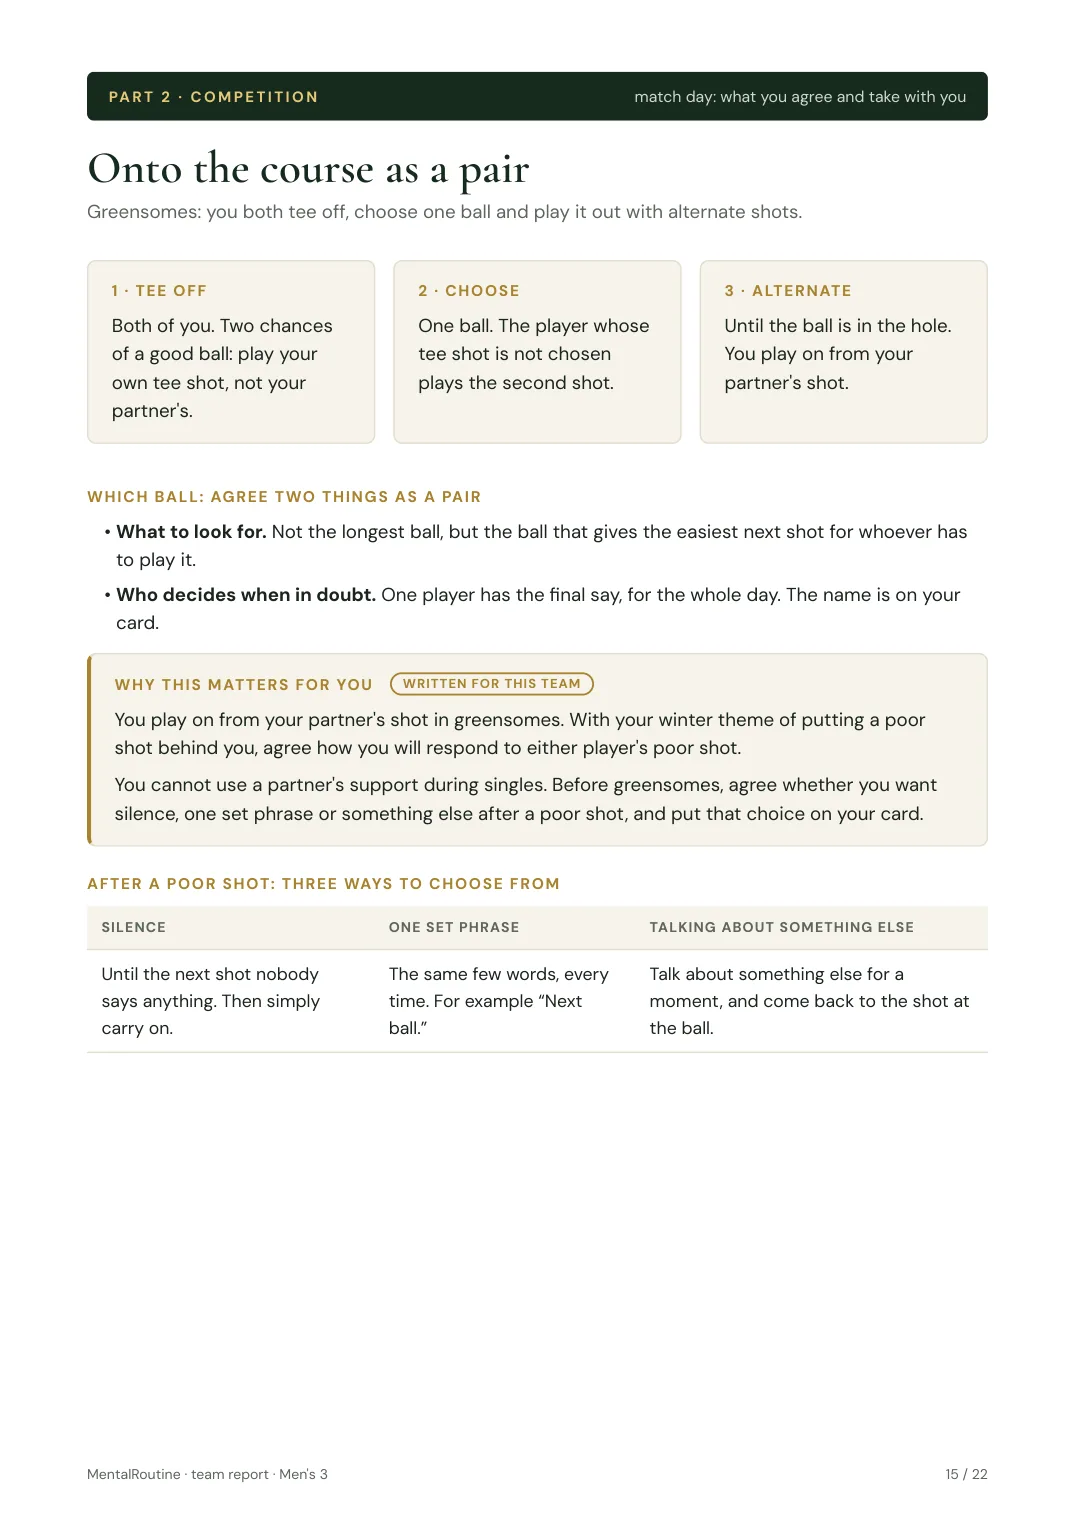 PART 2 · COMPETITION
match day: what you agree and take with you
Onto the course as a pair
Greensomes: you both tee off, choose one ball and play it out with alternate shots.
1 · TEE OFF
Both of you. Two chances
of a good ball: play your
own tee shot, not your
partner's.
2 · CHOOSE
One ball. The player whose
tee shot is not chosen
plays the second shot.
3 · ALTERNATE
Until the ball is in the hole.
You play on from your
partner's shot.
WHICH BALL: AGREE TWO THINGS AS A PAIR
• What to look for. Not the longest ball, but the ball that gives the easiest next shot for whoever has
to play it.
• Who decides when in doubt. One player has the final say, for the whole day. The name is on your
card.
WHY THIS MATTERS FOR YOU WRITTEN FOR THIS TEAM
You play on from your partner's shot in greensomes. With your winter theme of putting a poor
shot behind you, agree how you will respond to either player's poor shot.
You cannot use a partner's support during singles. Before greensomes, agree whether you want
silence, one set phrase or something else after a poor shot, and put that choice on your card.
AFTER A POOR SHOT: THREE WAYS TO CHOOSE FROM
SILENCE
Until the next shot nobody
says anything. Then simply
carry on.
ONE SET PHRASE
The same few words, every
time. For example “Next
ball.”
TALKING ABOUT SOMETHING ELSE
Talk about something else for a
moment, and come back to the shot at
the ball.
MentalRoutine · team report · Men's 3
15 / 22